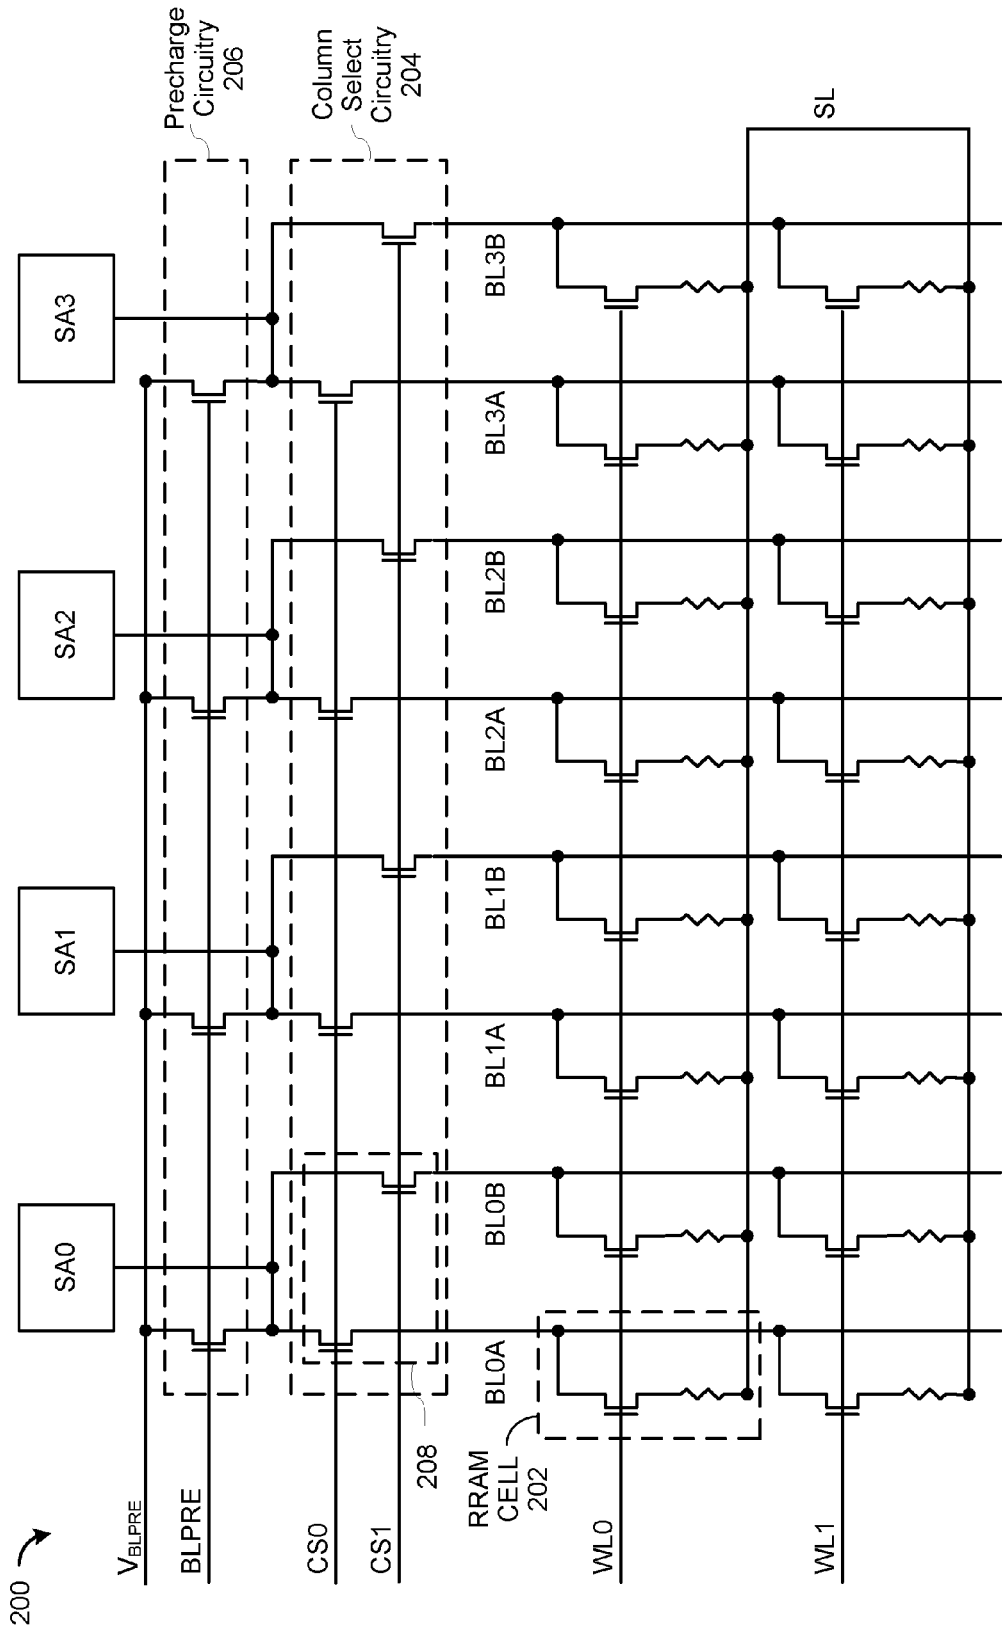 200
SA0
SA1
SA2
SA3
VBLPRE
BLPRE
Precharge
Circuitry
206
CS0
CS1
Column
Select
Circuitry
204
208
BL0A
BL0B
BL1A
BL1B
BL2A
BL2B
BL3A
BL3B
RRAM
CELL
202
WL0
WL1
SL